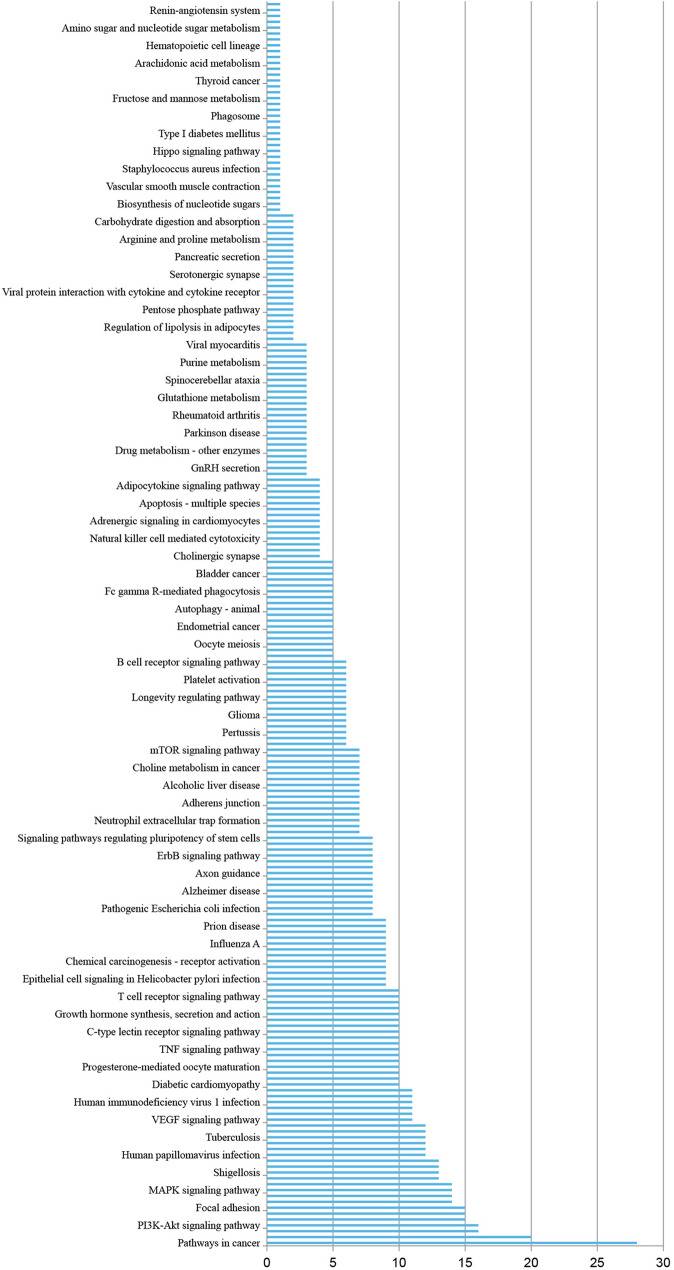 Renin-angiotensin system
Amino sugar and nucleotide sugar metabolism
Hematopoietic cell lineage
Arachidonic acid metabolism
Thyroid cancer
Fructose and mannose metabolism
Phagosome
Type I diabetes mellitus
Hippo signaling pathway
Staphylococcus aureus infection
Vascular smooth muscle contraction
Biosynthesis of nucleotide sugars
Carbohydrate digestion and absorption
Arginine and proline metabolism
Pancreatic secretion
Serotonergic synapse
Viral protein interaction with cytokine and cytokine receptor
Pentose phosphate pathway
Regulation of lipolysis in adipocytes
Viral myocarditis
Purine metabolism
Spinocerebellar ataxia
Glutathione metabolism
Rheumatoid arthritis
Parkinson disease
Drug metabolism - other enzymes
GnRH secretion
Adipocytokine signaling pathway
Apoptosis - multiple species
Adrenergic signaling in cardiomyocytes
Natural killer cell mediated cytotoxicity
Cholinergic synapse
Bladder cancer
Fc gamma R-mediated phagocytosis
Autophagy - animal
Endometrial cancer
Oocyte meiosis
B cell receptor signaling pathway
Platelet activation
Longevity regulating pathway
Glioma
Pertussis
mTOR signaling pathway
Choline metabolism in cancer
Alcoholic liver disease
Adherens junction
Neutrophil extracellular trap formation
Signaling pathways regulating pluripotency of stem cells
ErbB signaling pathway
Axon guidance
Alzheimer disease
Pathogenic Escherichia coli infection
Prion disease
Influenza A
Chemical carcinogenesis - receptor activation
Epithelial cell signaling in Helicobacter pylori infection
T cell receptor signaling pathway
Growth hormone synthesis, secretion and action
C-type lectin receptor signaling pathway
TNF signaling pathway
Progesterone-mediated oocyte maturation
Diabetic cardiomyopathy
Human immunodeficiency virus 1 infection
VEGF signaling pathway
Tuberculosis
Human papillomavirus infection
Shigellosis
MAPK signaling pathway
Focal adhesion
PI3K-Akt signaling pathway
Pathways in cancer
0 5 10 15 20 25 30